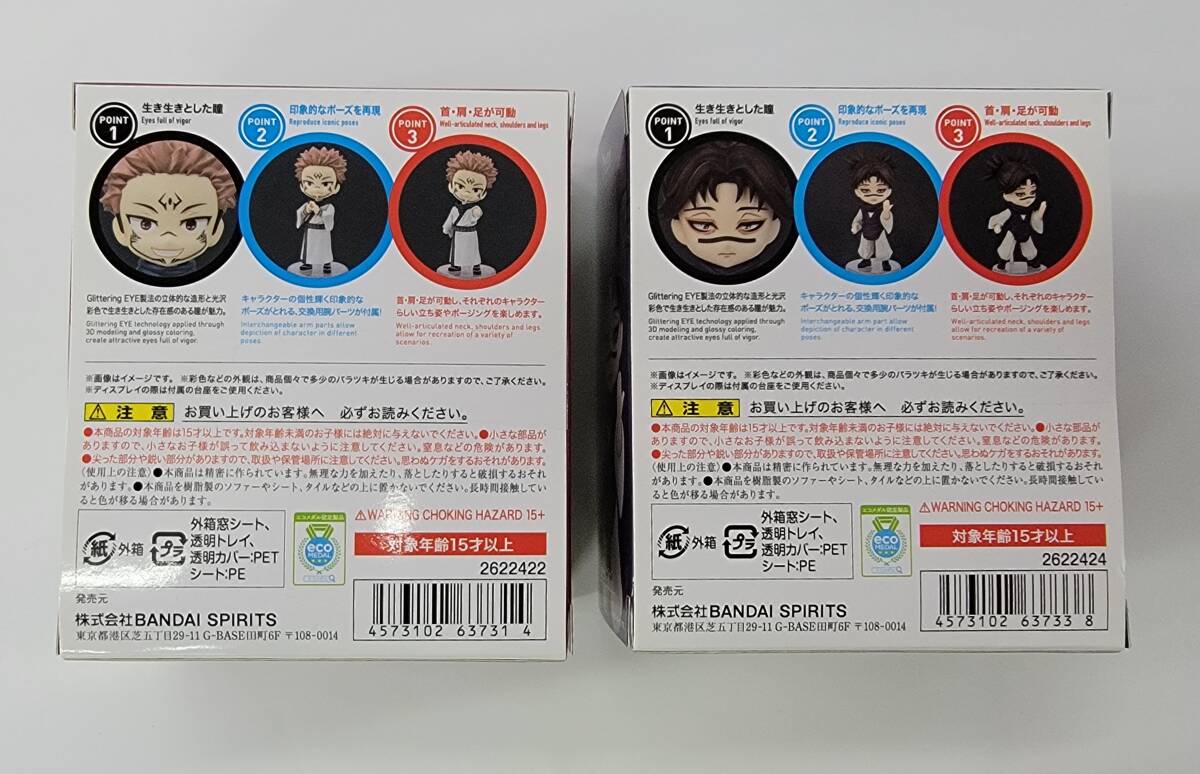 POINT 1
生き生きとした瞳
Eyes full of vigor
POINT 2
印象的なポーズを再現
Reproduce iconic poses
POINT 3
首・肩・足が可動
Well-articulated neck, shoulders and legs
Glittering EYE製法の立体的な造形と光沢
彩色で生き生きとした存在感のある瞳が魅力。
Glittering EYE technology applied through
3D modeling and glossy coloring,
create attractive eyes full of vigor.
キャラクターの個性輝く印象的な
ポーズがとれる、交換用腕パーツが付属!
Interchangeable arm parts allow
depiction of character in different
poses.
首・肩・足が可動し、それぞれのキャラクター
らしい立ち姿やポージングを楽しめます。
Well-articulated neck, shoulders and legs
allow for recreation of a variety of
scenarios.
※画像はイメージです。 ※彩色などの外観は、商品個々で多少のバラツキが生じる場合がありますので、ご了承ください。
※ディスプレイの際は付属の台座をご使用ください。
注意 お買い上げのお客様へ 必ずお読みください。
●本商品の対象年齢は15才以上です。対象年齢未満のお子様には絶対に与えないでください。●小さな部品が
ありますので、小さなお子様が誤って飲み込まないように注意してください。窒息などの危険があります。
●尖った部分や鋭い部分がありますので、取扱や保管場所に注意してください。思わぬケガをするおそれがあります。
〈使用上の注意〉●本商品は精密に作られています。無理な力を加えたり、落としたりすると破損するおそれ
があります。●本商品を樹脂製のソファーやシート、タイルなどの上に置かないでください。長時間接触してい
ると色が移る場合があります。
紙 外箱
プラ
外箱窓シート、
透明トレイ、
透明カバー:PET
シート:PE
エコメダル認定製品
eco
MEDAL
⚠WARNING CHOKING HAZARD 15+
対象年齢15才以上
2622422
発売元
株式会社BANDAI SPIRITS
東京都港区芝五丁目29-11 G-BASE田町6F 〒108-0014
4573102 63731 4
POINT 1
生き生きとした瞳
Eyes full of vigor
POINT 2
印象的なポーズを再現
Reproduce iconic poses
POINT 3
首・肩・足が可動
Well-articulated neck, shoulders and legs
Glittering EYE製法の立体的な造形と光沢
彩色で生き生きとした存在感のある瞳が魅力。
Glittering EYE technology applied through
3D modeling and glossy coloring,
create attractive eyes full of vigor.
キャラクターの個性輝く印象的な
ポーズがとれる、交換用腕パーツが付属!
Interchangeable arm parts allow
depiction of character in different
poses.
首・肩・足が可動し、それぞれのキャラクター
らしい立ち姿やポージングを楽しめます。
Well-articulated neck, shoulders and legs
allow for recreation of a variety of
scenarios.
※画像はイメージです。 ※彩色などの外観は、商品個々で多少のバラツキが生じる場合がありますので、ご了承ください。
※ディスプレイの際は付属の台座をご使用ください。
注意 お買い上げのお客様へ 必ずお読みください。
●本商品の対象年齢は15才以上です。対象年齢未満のお子様には絶対に与えないでください。●小さな部品が
ありますので、小さなお子様が誤って飲み込まないように注意してください。窒息などの危険があります。
●尖った部分や鋭い部分がありますので、取扱や保管場所に注意してください。思わぬケガをするおそれがあります。
〈使用上の注意〉●本商品は精密に作られています。無理な力を加えたり、落としたりすると破損するおそれ
があります。●本商品を樹脂製のソファーやシート、タイルなどの上に置かないでください。長時間接触してい
ると色が移る場合があります。
紙 外箱
プラ
外箱窓シート、
透明トレイ、
透明カバー:PET
シート:PE
エコメダル認定製品
eco
MEDAL
⚠WARNING CHOKING HAZARD 15+
対象年齢15才以上
2622424
発売元
株式会社BANDAI SPIRITS
東京都港区芝五丁目29-11 G-BASE田町6F 〒108-0014
4573102 63733 8